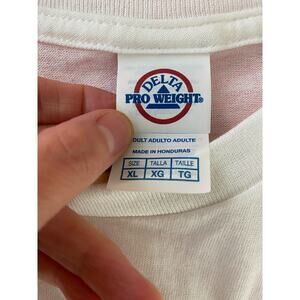 DELTA
PRO WEIGHT®
ADULT ADULTO ADULTE
MADE IN HONDURAS
SIZE TALLA TAILLE
XL XG TG